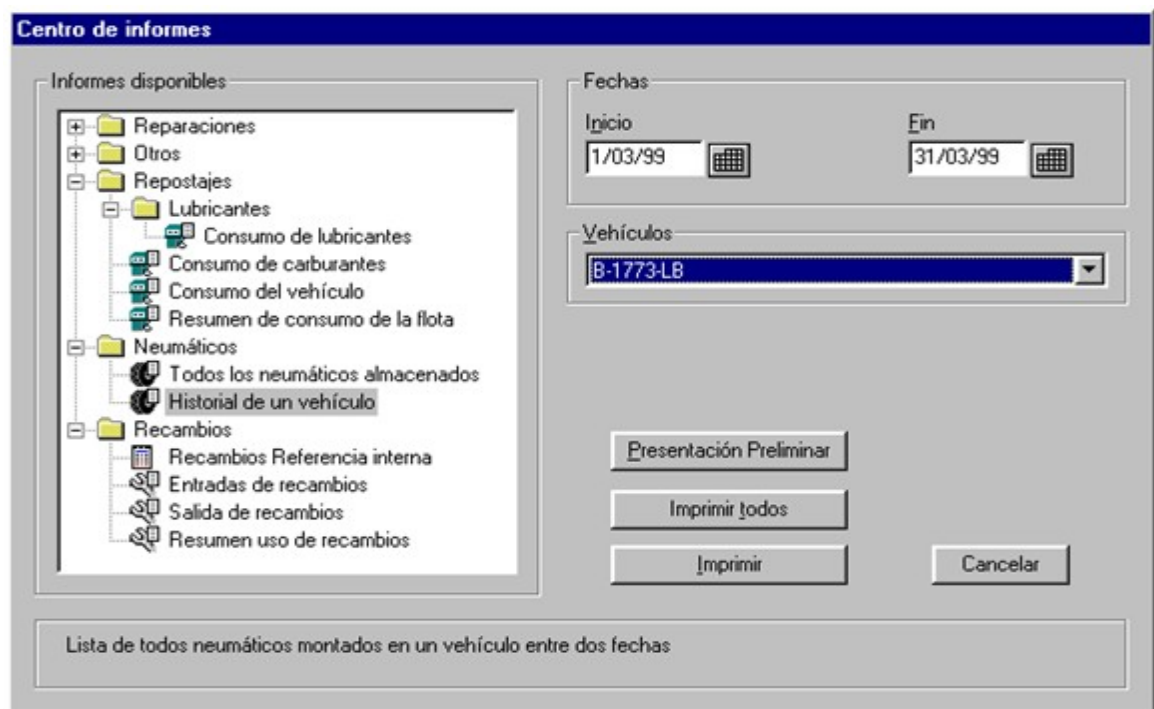 Centro de informes
Informes disponibles
Reparaciones
Otros
Repostajes
Lubricantes
Consumo de lubricantes
Consumo de carburantes
Consumo del vehículo
Resumen de consumo de la flota
Neumáticos
Todos los neumáticos almacenados
Historial de un vehículo
Recambios
Recambios Referencia interna
Entradas de recambios
Salida de recambios
Resumen uso de recambios
Fechas
Inicio
Fin
1/03/99
31/03/99
Vehículos
B-1773-LB
Presentación Preliminar
Imprimir todos
Imprimir
Cancelar
Lista de todos neumáticos montados en un vehículo entre dos fechas